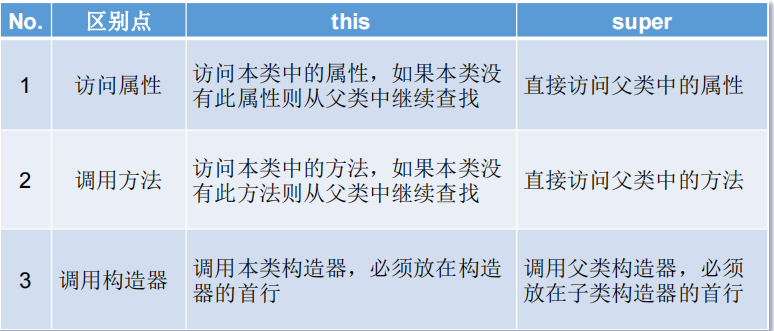 No. 区别点 this super
1 访问属性 访问本类中的属性，如果本类没
有此属性则从父类中继续查找 直接访问父类中的属性
2 调用方法 访问本类中的方法，如果本类没
有此方法则从父类中继续查找 直接访问父类中的方法
3 调用构造器 调用本类构造器，必须放在构造
器的首行 调用父类构造器，必须
放在子类构造器的首行